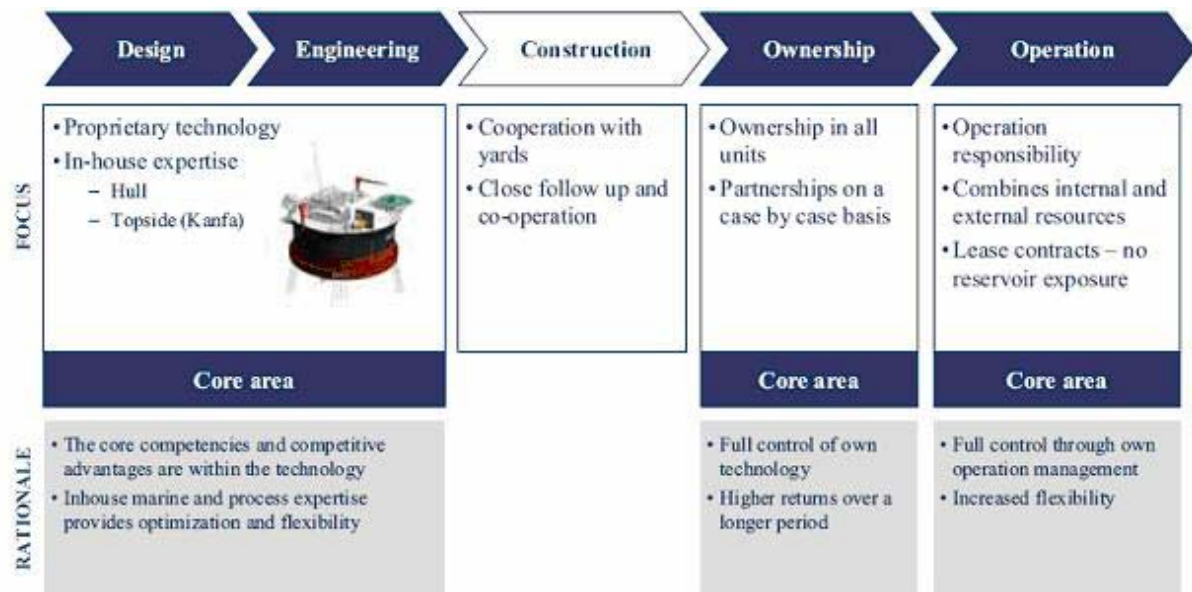 Design
Engineering
Construction
Ownership
Operation
FOCUS
• Proprietary technology
• In-house expertise
– Hull
– Topside (Kanfa)
• Cooperation with
yards
• Close follow up and
co-operation
• Ownership in all
units
• Partnerships on a
case by case basis
• Operation
responsibility
• Combines internal and
external resources
• Lease contracts – no
reservoir exposure
Core area
Core area
Core area
RATIONALE
• The core competencies and competitive
advantages are within the technology
• Inhouse marine and process expertise
provides optimization and flexibility
• Full control of own
technology
• Higher returns over a
longer period
• Full control through own
operation management
• Increased flexibility